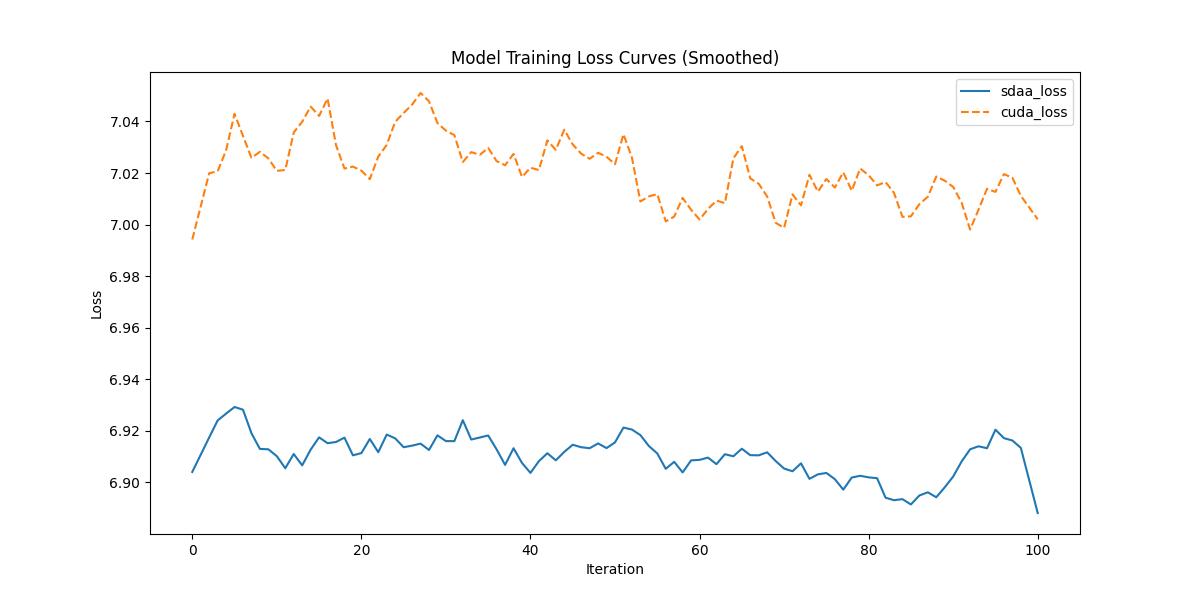 Model Training Loss Curves (Smoothed)
sdaa_loss
cuda_loss
7.04
7.02
7.00
6.98
6.96
6.94
6.92
6.90
Loss
0 20 40 60 80 100
Iteration